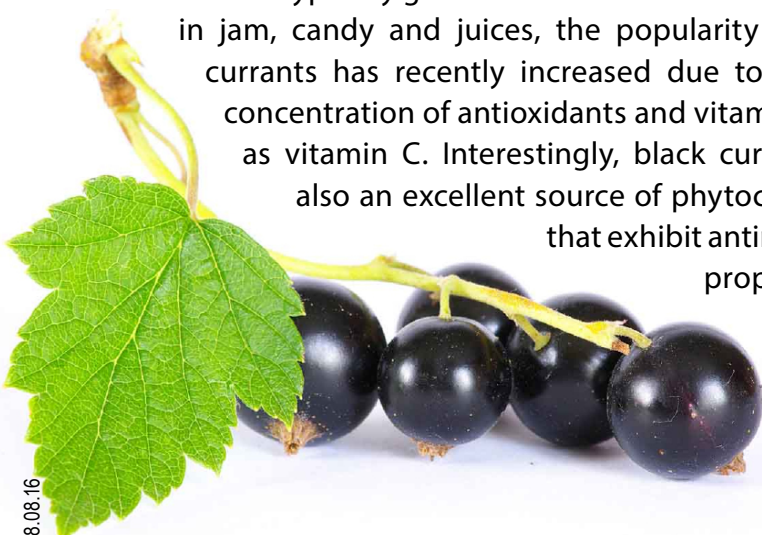 in jam, candy and juices, the popularity
currants has recently increased due to
concentration of antioxidants and vitam
as vitamin C. Interestingly, black cur
also an excellent source of phytoc
that exhibit anti
prop
8.08.16